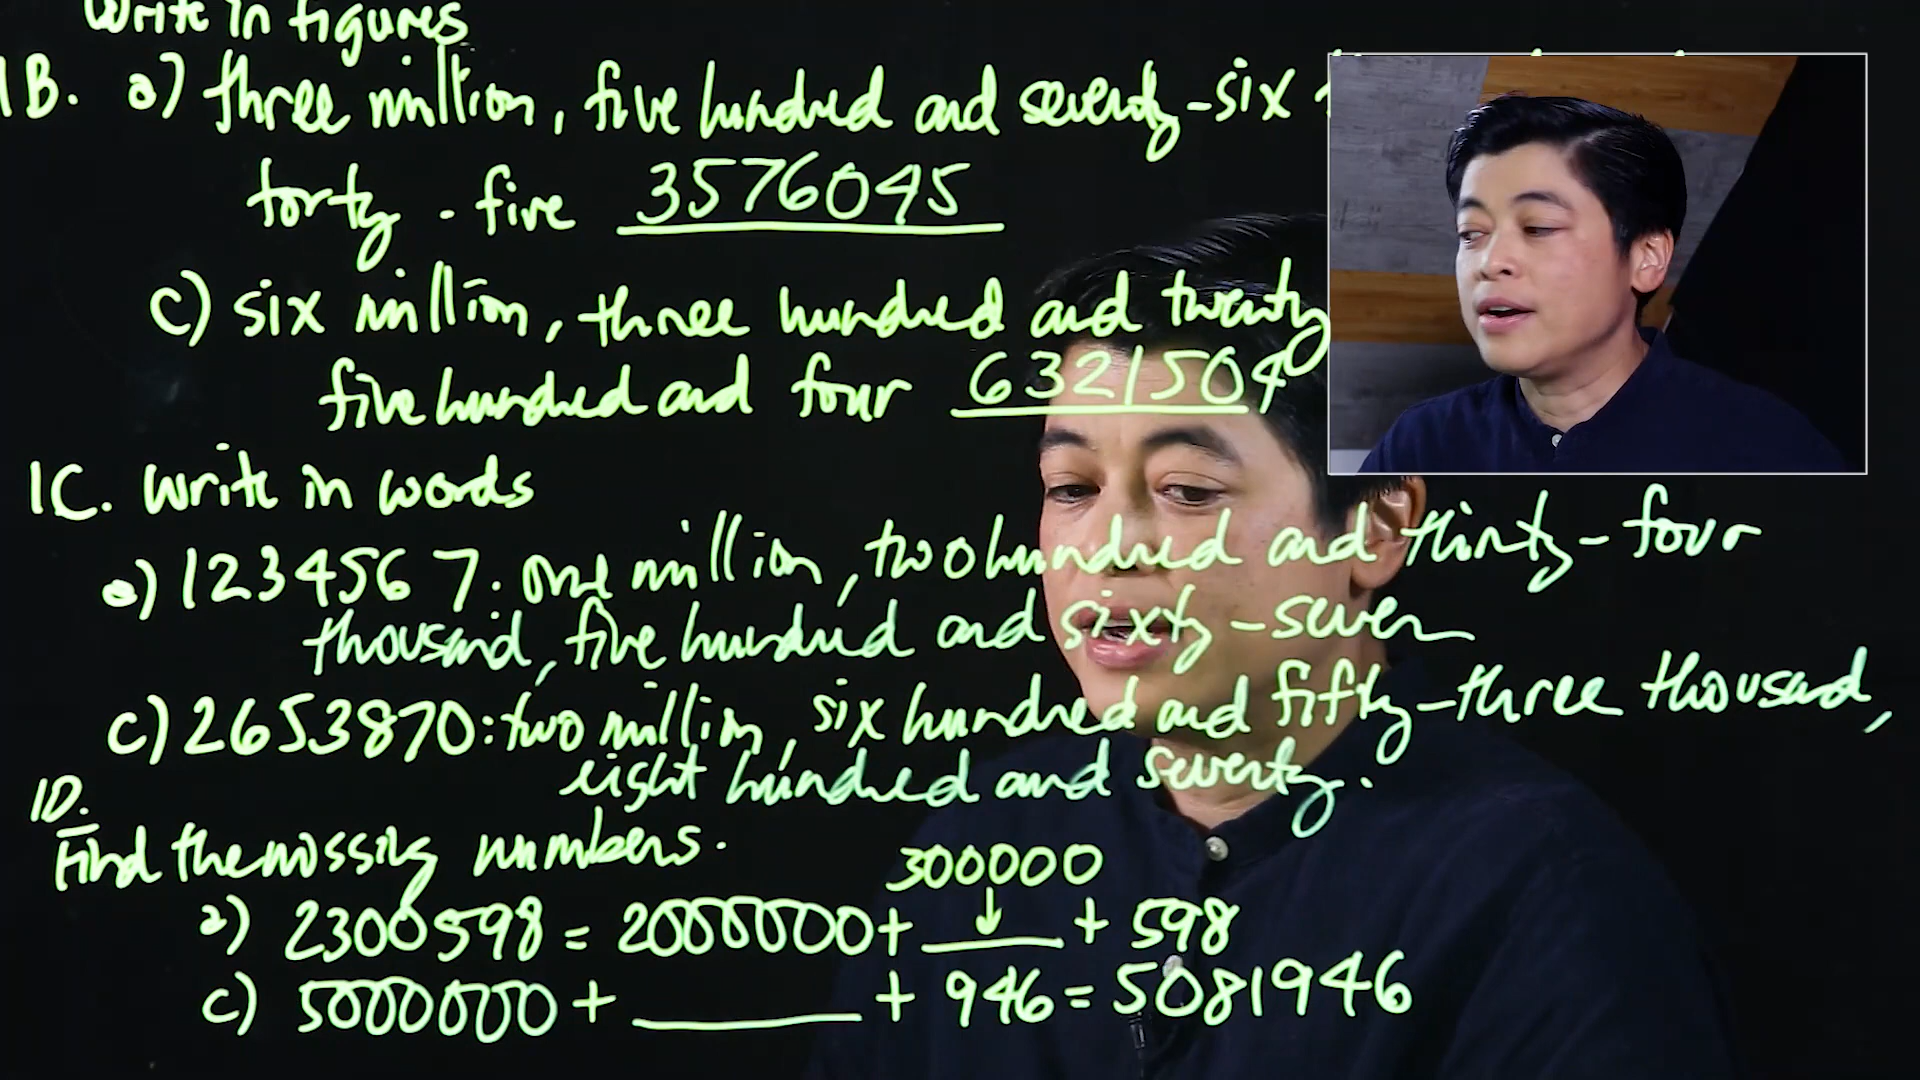 Write in figures
1B. a) three million, five hundred and seventy-six
forty-five 3576045
c) six million, three hundred and twenty
five hundred and four 6321504
1C. Write in words
a) 1234567: one million, two hundred and thirty-four
thousand, five hundred and sixty-seven
c) 2653870: two million, six hundred and fifty-three thousand,
eight hundred and seventy.
1D.
Find the missing numbers.
300000
↓
a) 2300598 = 2000000 + ____ + 598
c) 5000000 + ____ + 946 = 5081946